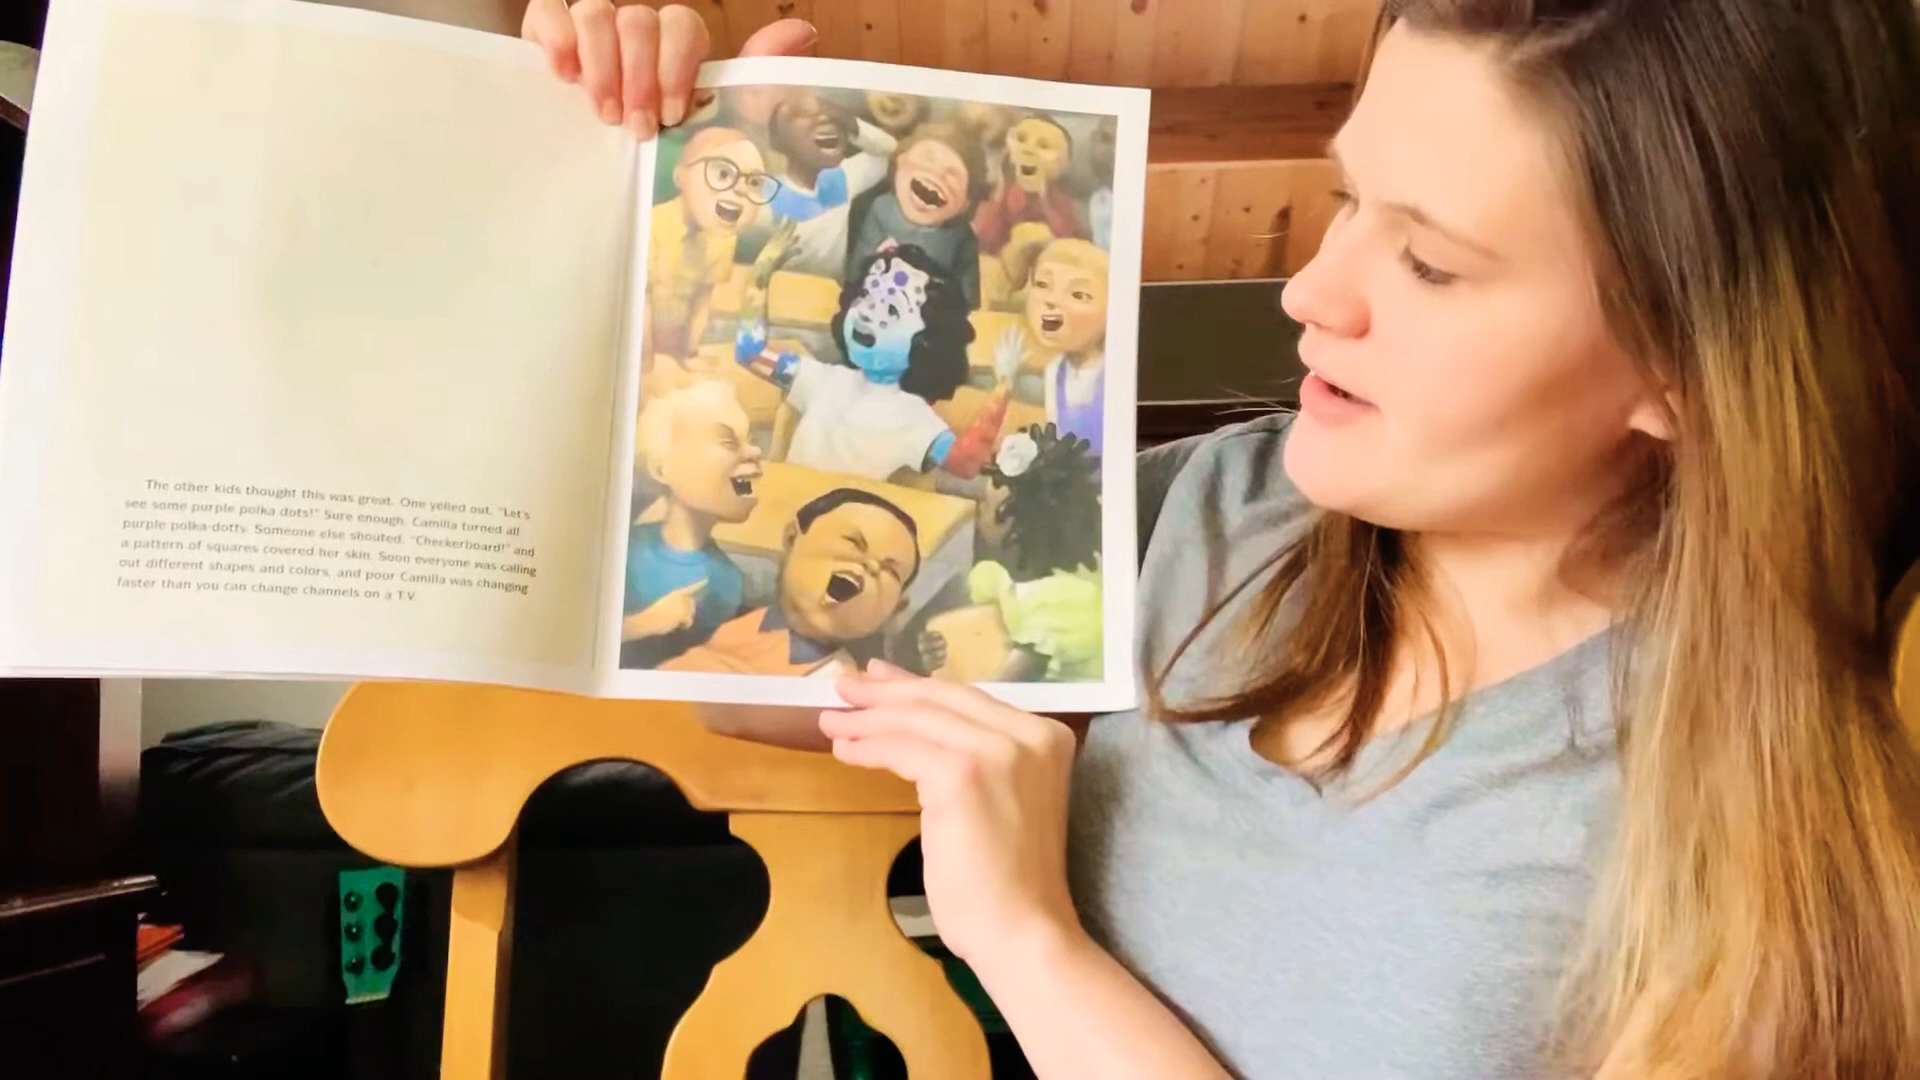 The other kids thought this was great. One yelled out, "Let's
see some purple polka dots!" Sure enough, Camilla turned all
purple polka-dotty. Someone else shouted, "Checkerboard!" and
a pattern of squares covered her skin. Soon everyone was calling
out different shapes and colors, and poor Camilla was changing
faster than you can change channels on a T.V.